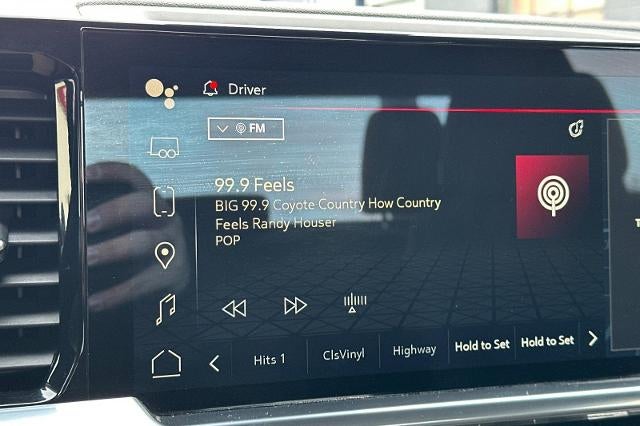 Driver
FM
99.9 Feels
BIG 99.9 Coyote Country How Country
Feels Randy Houser
POP
Hits 1
ClsVinyl
Highway
Hold to Set
Hold to Set